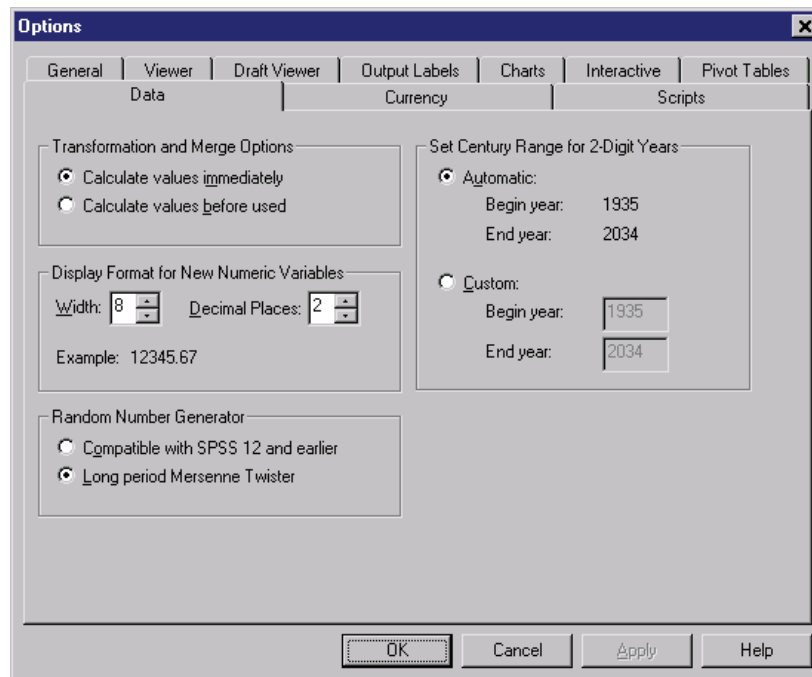 Options
General
Viewer
Draft Viewer
Output Labels
Charts
Interactive
Pivot Tables
Data
Currency
Scripts
Transformation and Merge Options
Calculate values immediately
Calculate values before used
Display Format for New Numeric Variables
Width: 8 Decimal Places: 2
Example: 12345.67
Random Number Generator
Compatible with SPSS 12 and earlier
Long period Mersenne Twister
Set Century Range for 2-Digit Years
Automatic:
Begin year: 1935
End year: 2034
Custom:
Begin year: 1935
End year: 2034
OK
Cancel
Apply
Help